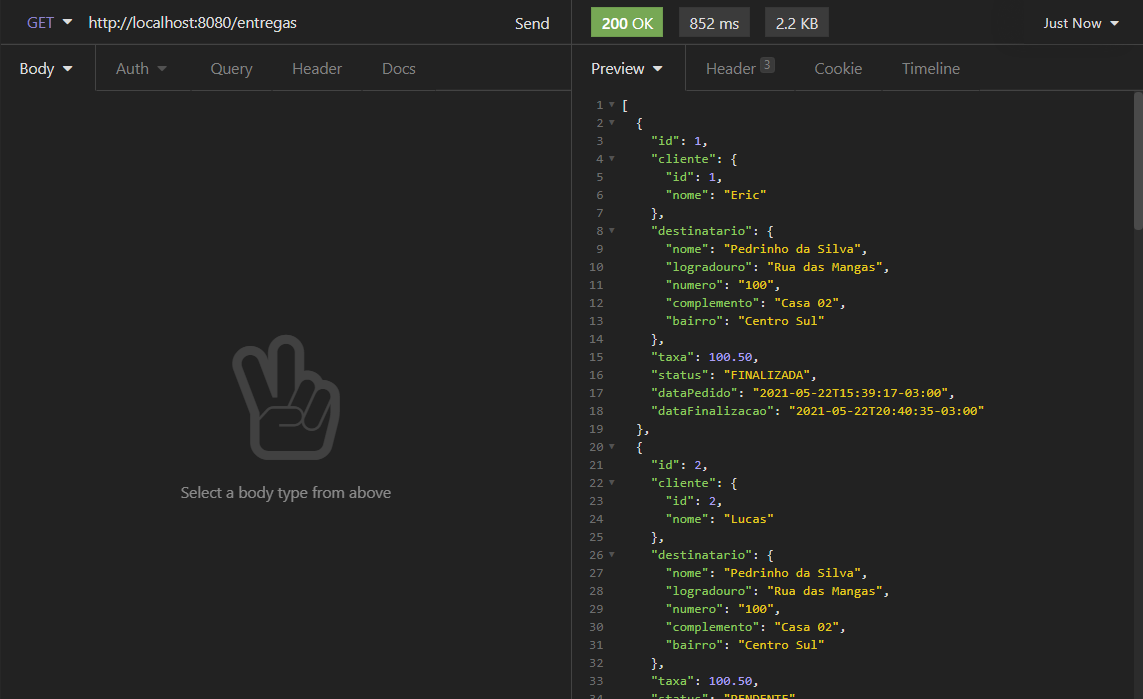 GET http://localhost:8080/entregas Send 200 OK 852 ms 2.2 KB Just Now
Body Auth Query Header Docs Preview Header 3 Cookie Timeline
Select a body type from above
1 [
2 {
3 "id": 1,
4 "cliente": {
5 "id": 1,
6 "nome": "Eric"
7 },
8 "destinatario": {
9 "nome": "Pedrinho da Silva",
10 "logradouro": "Rua das Mangas",
11 "numero": "100",
12 "complemento": "Casa 02",
13 "bairro": "Centro Sul"
14 },
15 "taxa": 100.50,
16 "status": "FINALIZADA",
17 "dataPedido": "2021-05-22T15:39:17-03:00",
18 "dataFinalizacao": "2021-05-22T20:40:35-03:00"
19 },
20 {
21 "id": 2,
22 "cliente": {
23 "id": 2,
24 "nome": "Lucas"
25 },
26 "destinatario": {
27 "nome": "Pedrinho da Silva",
28 "logradouro": "Rua das Mangas",
29 "numero": "100",
30 "complemento": "Casa 02",
31 "bairro": "Centro Sul"
32 },
33 "taxa": 100.50,
34 "status": "PENDENTE"